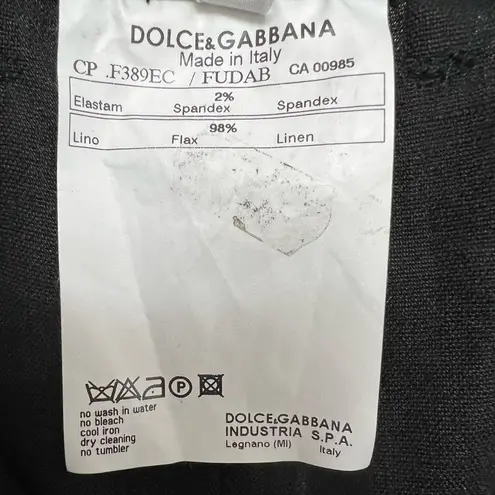 DOLCE&GABBANA
Made in Italy
CP .F389EC / FUDAB CA 00985
2%
Elastam Spandex Spandex
98%
Lino Flax Linen
P
no wash in water
no bleach
cool iron
dry cleaning
no tumbler
DOLCE&GABBANA
INDUSTRIA S.P.A.
Legnano (MI) Italy